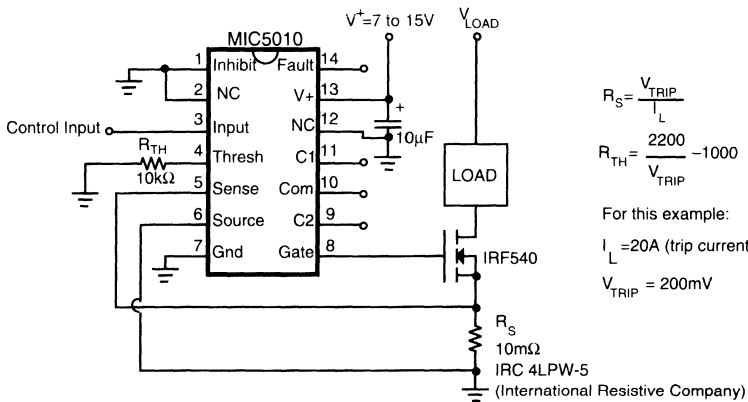 V+=7 to 15V
V LOAD
MIC5010
1 Inhibit Fault 14
2 NC V+ 13
+
Control Input 3 Input NC 12
10μF
RTH 4 Thresh C1 11
10kΩ
5 Sense Com 10
6 Source C2 9
7 Gnd Gate 8
LOAD
IRF540
RS
10mΩ
IRC 4LPW-5
(International Resistive Company)
RS= VTRIP / IL
RTH = 2200 / VTRIP −1000
For this example:
IL=20A (trip current
VTRIP = 200mV